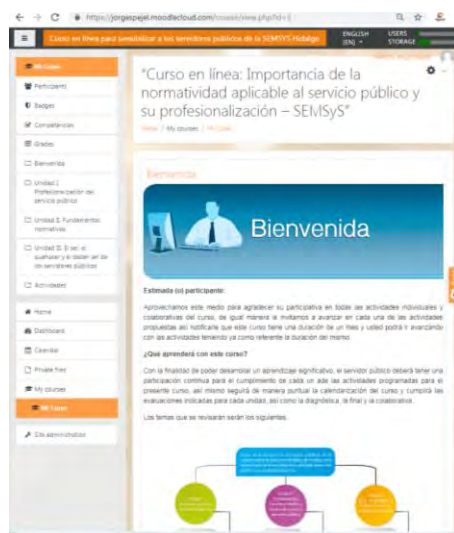 https://jorgespejel.moodlecloud.com/course/view.php?id=
Curso en línea para sensibilizar a los servidores públicos de la SEMSYS Hidalgo
ENGLISH
(EN)
USERS
STORAGE
Mi Curso
Participants
Badges
Competencies
Grades
Bienvenida
Unidad I.
Profesionalización del
servicio público
Unidad II. Fundamentos
normativos
Unidad III. El ser, el
quehacer y el deber ser de
los servidores públicos
Actividades
Home
Dashboard
Calendar
Private files
My courses
Mi Curso
Site administration
"Curso en línea: Importancia de la
normatividad aplicable al servicio público y
su profesionalización – SEMSyS"
Home / My courses / Mi Curso
Bienvenida
Bienvenida
Estimada (o) participante:
Aprovechamos este medio para agradecer su participativa en todas las actividades individuales y
colaborativas del curso, de igual manera le invitamos a avanzar en cada una de las actividades
propuestas así notificarle que este curso tiene una duración de un mes y usted podrá ir avanzando
con las actividades teniendo ya como referente la duración del mismo.
¿Qué aprenderá con este curso?
Con la finalidad de poder desarrollar un aprendizaje significativo, el servidor público deberá tener una
participación continua para el cumplimiento de cada un ade las actividades programadas para el
presente curso, así mismo seguirá de manera puntual la calendarización del curso y cumplirá las
evaluaciones indicadas para cada unidad, así como la diagnóstica, la final y la colaborativa.
Los temas que se revisarán serán los siguientes: